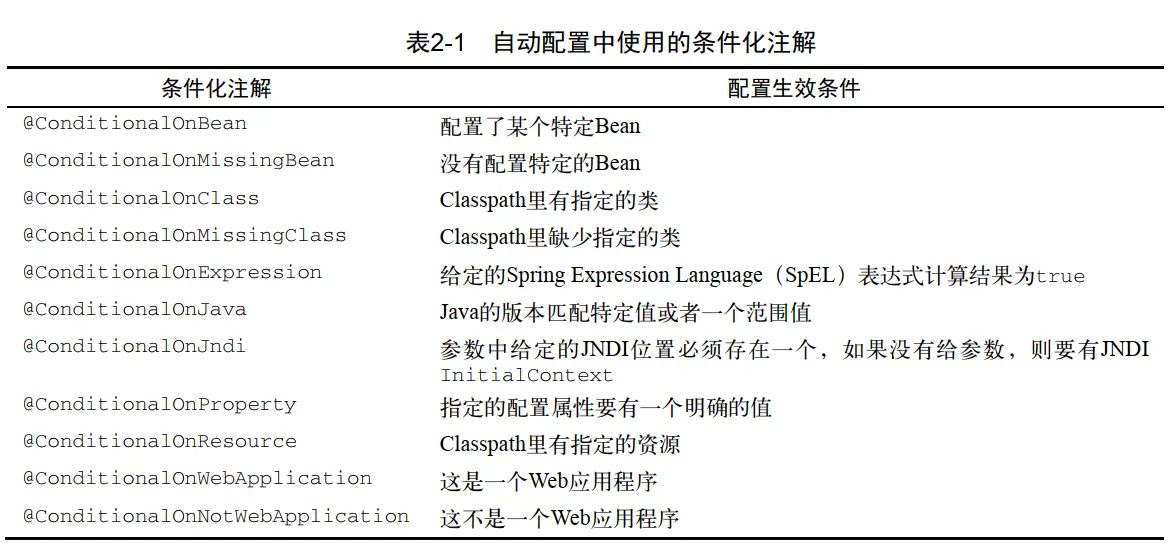 表2-1 自动配置中使用的条件化注解
条件化注解 配置生效条件
@ConditionalOnBean 配置了某个特定Bean
@ConditionalOnMissingBean 没有配置特定的Bean
@ConditionalOnClass Classpath里有指定的类
@ConditionalOnMissingClass Classpath里缺少指定的类
@ConditionalOnExpression 给定的Spring Expression Language（SpEL）表达式计算结果为true
@ConditionalOnJava Java的版本匹配特定值或者一个范围值
@ConditionalOnJndi 参数中给定的JNDI位置必须存在一个，如果没有给参数，则要有JNDI
InitialContext
@ConditionalOnProperty 指定的配置属性要有一个明确的值
@ConditionalOnResource Classpath里有指定的资源
@ConditionalOnWebApplication 这是一个Web应用程序
@ConditionalOnNotWebApplication 这不是一个Web应用程序